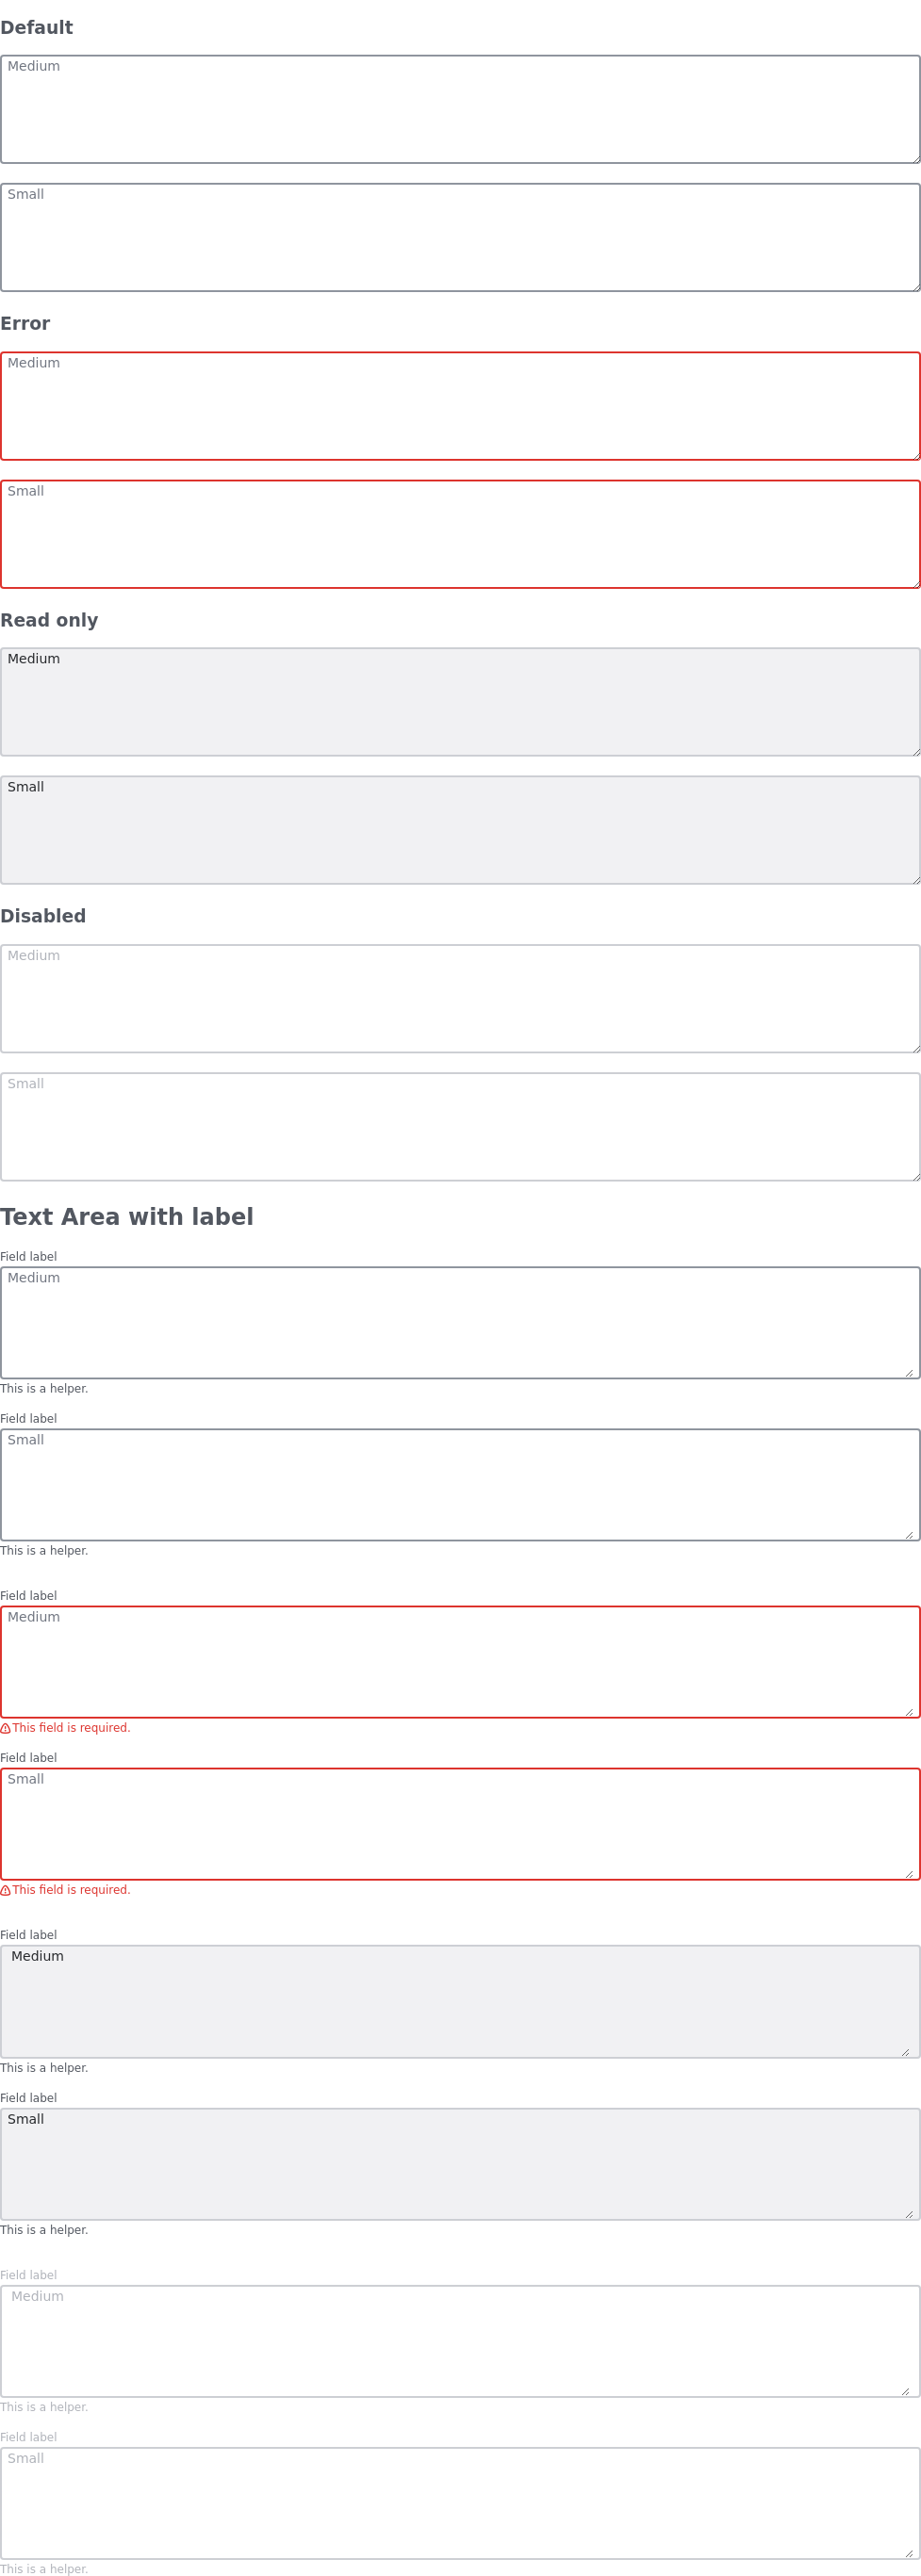 Default
Medium
Small
Error
Medium
Small
Read only
Medium
Small
Disabled
Medium
Small
Text Area with label
Field label
Medium
This is a helper.
Field label
Small
This is a helper.
Field label
Medium
This field is required.
Field label
Small
This field is required.
Field label
Medium
This is a helper.
Field label
Small
This is a helper.
Field label
Medium
This is a helper.
Field label
Small
This is a helper.